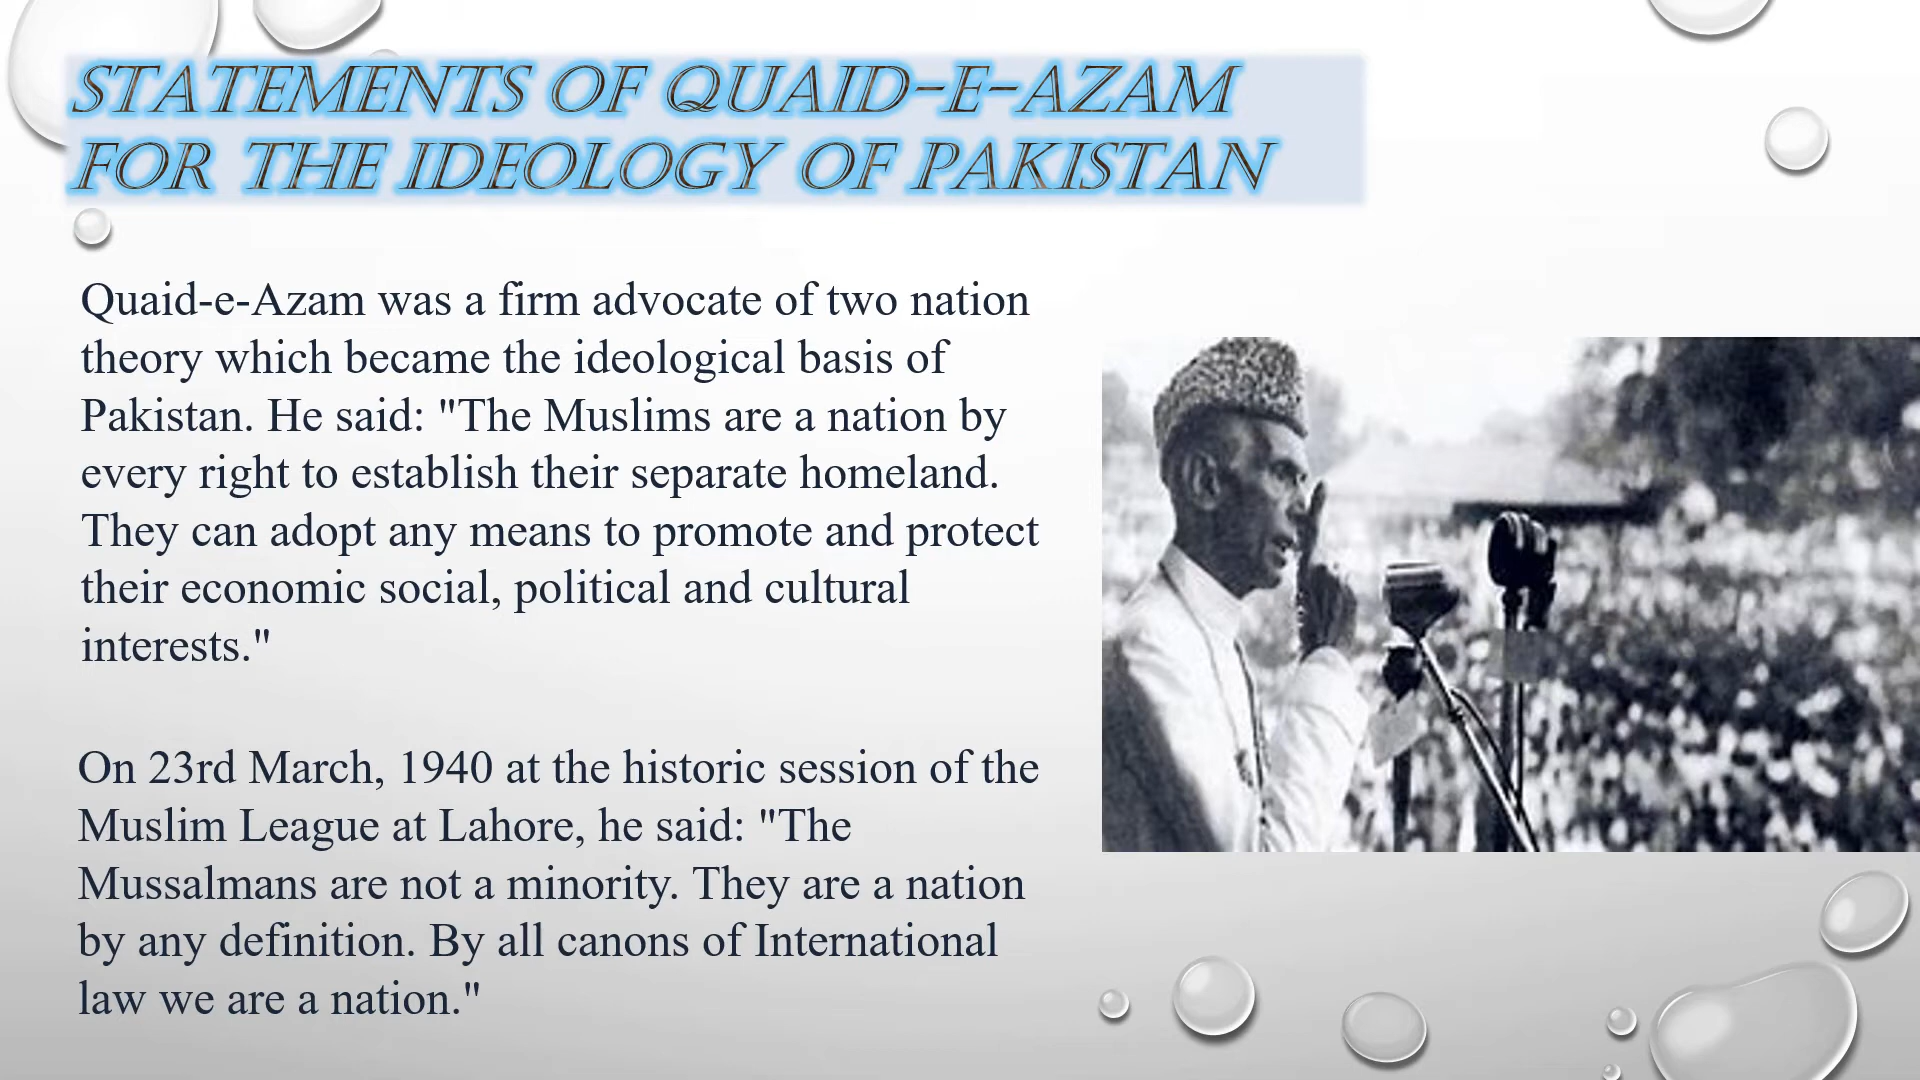 STATEMENTS OF QUAID-E-AZAM
FOR THE IDEOLOGY OF PAKISTAN
Quaid-e-Azam was a firm advocate of two nation
theory which became the ideological basis of
Pakistan. He said: "The Muslims are a nation by
every right to establish their separate homeland.
They can adopt any means to promote and protect
their economic social, political and cultural
interests."
On 23rd March, 1940 at the historic session of the
Muslim League at Lahore, he said: "The
Mussalmans are not a minority. They are a nation
by any definition. By all canons of International
law we are a nation."